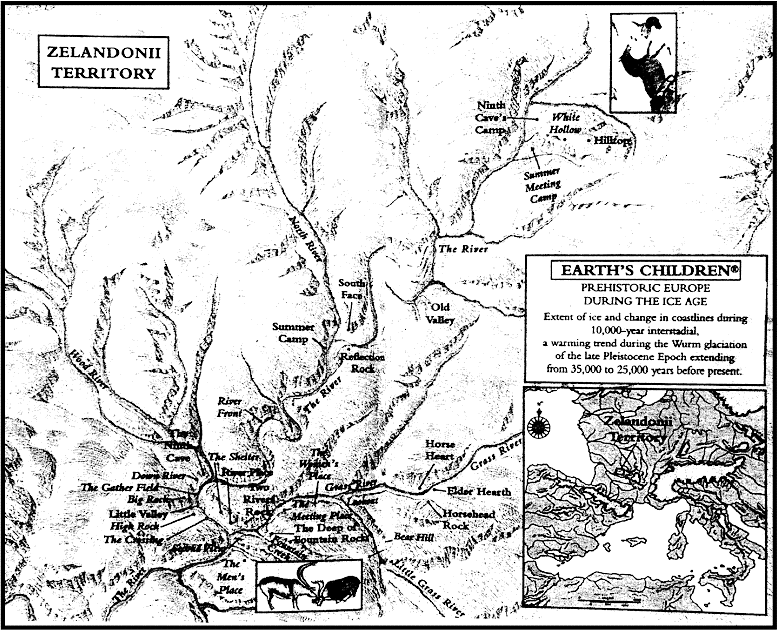 ZELANDONII
TERRITORY
Ninth
Cave's
Camp
White
Hollow
Hillfort
Summer
Meeting
Camp
North River
The River
South
Face
Old
Valley
Summer
Camp
Reflection
Rock
The River
River
Front
Wood River
The
Ninth
Cave
The Shelter
River Place
Down River
The Gather Field
Big Rock
Little Valley
High Rock
The Crossing
Two
Rivers
Rock
The
Women's
Place
Grass River
Lookout
The
Meeting Place
The Deep of
Fountain Rock
Horse
Heart
Grass River
Elder Hearth
Horsehead
Rock
Bear Hill
Little Grass River
The
Men's
Place
The River
EARTH'S CHILDREN®
PREHISTORIC EUROPE
DURING THE ICE AGE
Extent of ice and change in coastlines during
10,000-year interstadial,
a warming trend during the Wurm glaciation
of the late Pleistocene Epoch extending
from 35,000 to 25,000 years before present.
Zelandonii
Territory